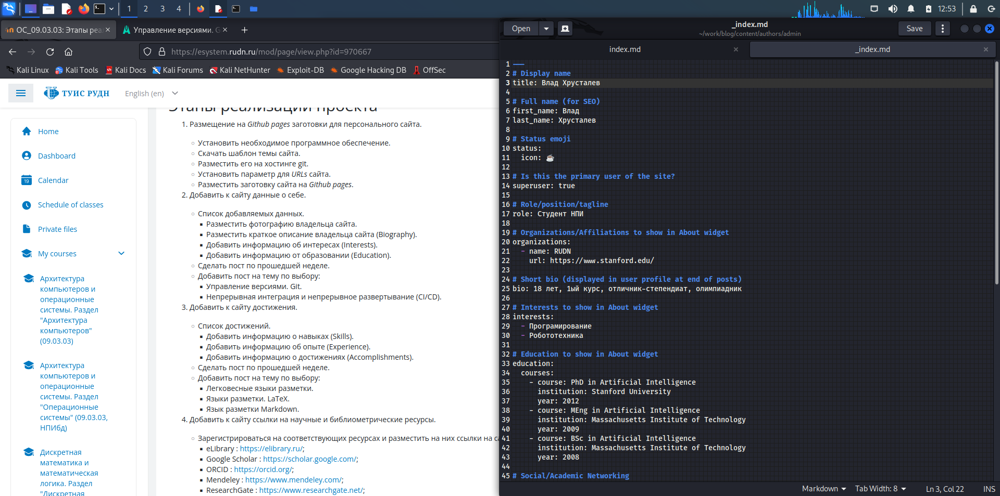 1
2
3
4
12:53
ОС_09.03.03: Этапы реа
Управление версиями. G
https://esystem.rudn.ru/mod/page/view.php?id=970667
Kali Linux
Kali Tools
Kali Docs
Kali Forums
Kali NetHunter
Exploit-DB
Google Hacking DB
OffSec
ТУИС РУДН
English (en)
Home
Dashboard
19
Calendar
Schedule of classes
Private files
My courses
Архитектура
компьютеров и
операционные
системы. Раздел
"Архитектура
компьютеров"
(09.03.03)
Архитектура
компьютеров и
операционные
системы. Раздел
"Операционные
системы" (09.03.03,
НПИбд)
Дискретная
математика и
математическая
логика. Раздел
"Дискретная
Этапы реализации проекта
1. Размещение на Github pages заготовки для персонального сайта.
Установить необходимое программное обеспечение.
Скачать шаблон темы сайта.
Разместить его на хостинге git.
Установить параметр для URLs сайта.
Разместить заготовку сайта на Github pages.
2. Добавить к сайту данные о себе.
Список добавляемых данных.
Разместить фотографию владельца сайта.
Разместить краткое описание владельца сайта (Biography).
Добавить информацию об интересах (Interests).
Добавить информацию от образовании (Education).
Сделать пост по прошедшей неделе.
Добавить пост на тему по выбору:
Управление версиями. Git.
Непрерывная интеграция и непрерывное развертывание (CI/CD).
3. Добавить к сайту достижения.
Список достижений.
Добавить информацию о навыках (Skills).
Добавить информацию об опыте (Experience).
Добавить информацию о достижениях (Accomplishments).
Сделать пост по прошедшей неделе.
Добавить пост на тему по выбору:
Легковесные языки разметки.
Языки разметки. LaTeX.
Язык разметки Markdown.
4. Добавить к сайту ссылки на научные и библиометрические ресурсы.
Зарегистрироваться на соответствующих ресурсах и разместить на них ссылки на са
eLibrary : https://elibrary.ru/;
Google Scholar : https://scholar.google.com/;
ORCID : https://orcid.org/;
Mendeley : https://www.mendeley.com/;
ResearchGate : https://www.researchgate.net/;
Open
_index.md
~/work/blog/content/authors/admin
Save
index.md
_index.md
1 ---
2 # Display name
3 title: Влад Хрусталев
4
5 # Full name (for SEO)
6 first_name: Влад
7 last_name: Хрусталев
8
9 # Status emoji
10 status:
11   icon: ☕️
12
13 # Is this the primary user of the site?
14 superuser: true
15
16 # Role/position/tagline
17 role: Студент НПИ
18
19 # Organizations/Affiliations to show in About widget
20 organizations:
21   - name: RUDN
22     url: https://www.stanford.edu/
23
24 # Short bio (displayed in user profile at end of posts)
25 bio: 18 лет, 1ый курс, отличник-степендиат, олимпиадник
26
27 # Interests to show in About widget
28 interests:
29   - Програмирование
30   - Робототехника
31
32 # Education to show in About widget
33 education:
34   courses:
35     - course: PhD in Artificial Intelligence
36       institution: Stanford University
37       year: 2012
38     - course: MEng in Artificial Intelligence
39       institution: Massachusetts Institute of Technology
40       year: 2009
41     - course: BSc in Artificial Intelligence
42       institution: Massachusetts Institute of Technology
43       year: 2008
44
45 # Social/Academic Networking
Markdown
Tab Width: 8
Ln 3, Col 22
INS